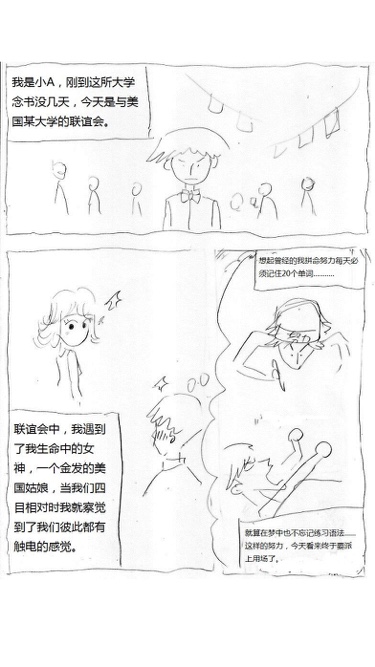 我是小A，刚到这所大学
念书没几天，今天是与美
国某大学的联谊会。
想起曾经的我拼命努力每天必
须记住20个单词...........
联谊会中，我遇到
了我生命中的女
神，一个金发的美
国姑娘，当我们四
目相对时我就察觉
到了我们彼此都有
触电的感觉。
就算在梦中也不忘记练习语法......
这样的努力，今天看来终于要派
上用场了。